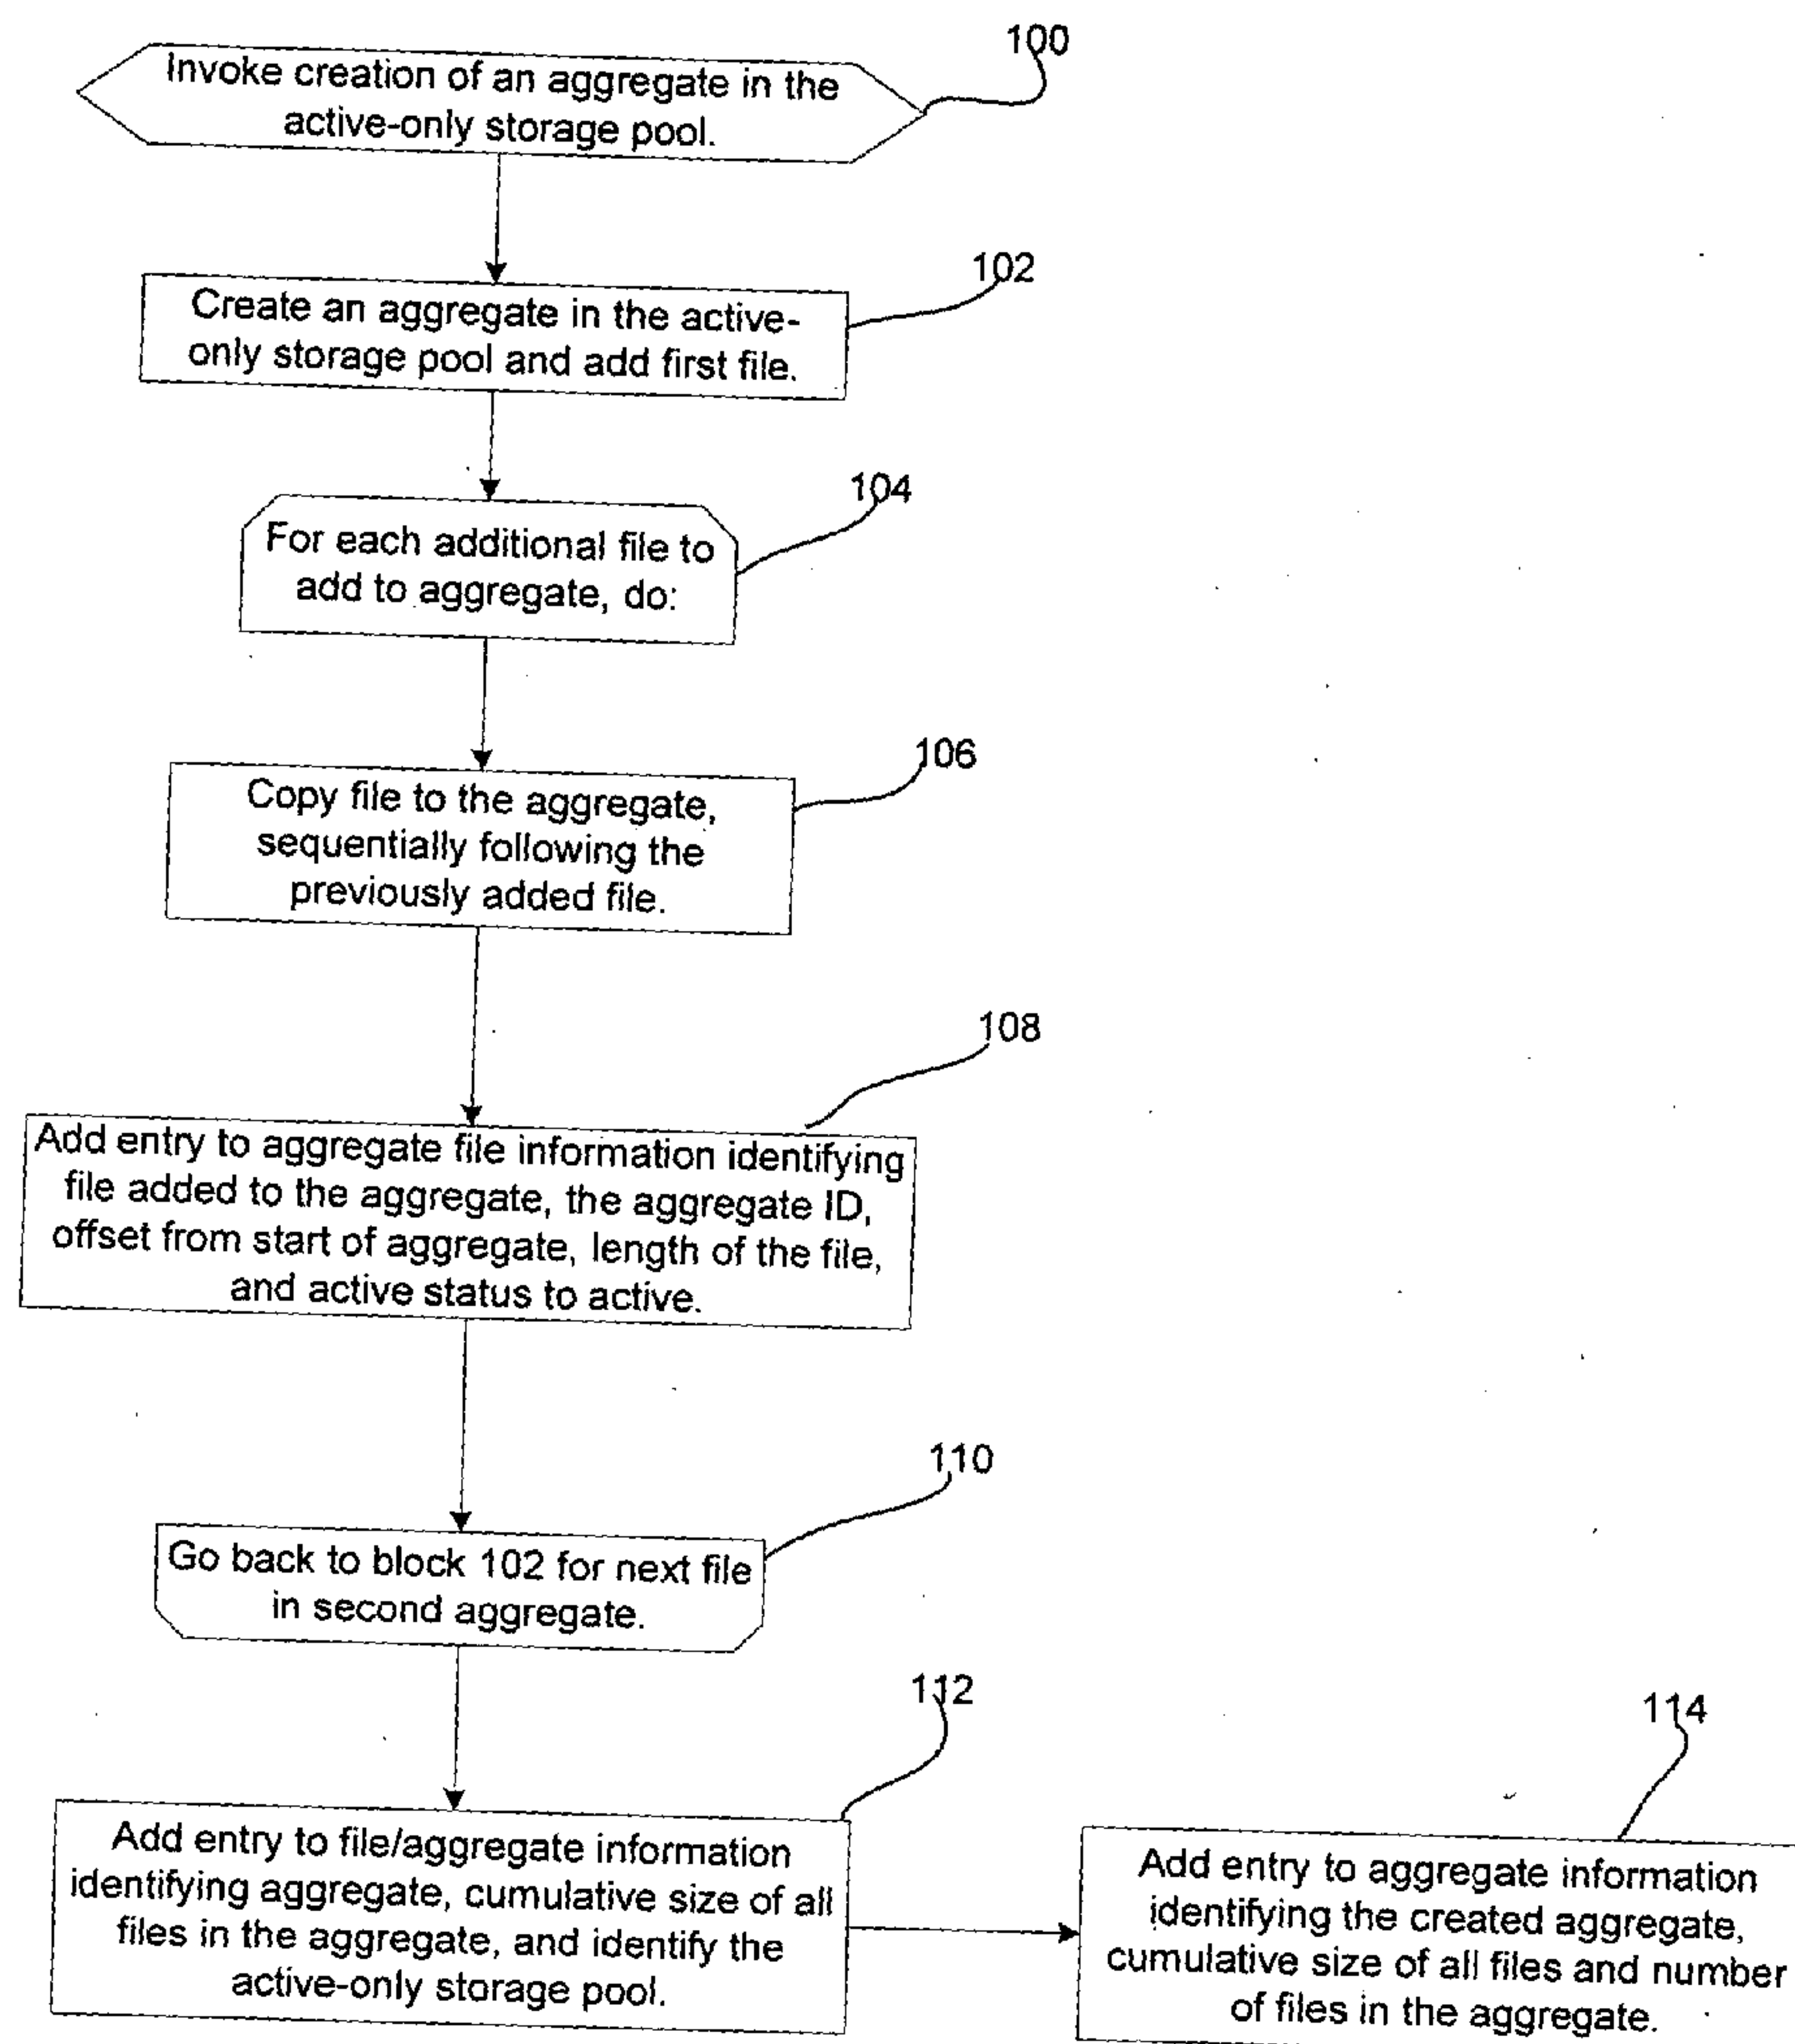 100
Invoke creation of an aggregate in the
active-only storage pool.
102
Create an aggregate in the active-
only storage pool and add first file.
104
For each additional file to
add to aggregate, do:
106
Copy file to the aggregate,
sequentially following the
previously added file.
108
Add entry to aggregate file information identifying
file added to the aggregate, the aggregate ID,
offset from start of aggregate, length of the file,
and active status to active.
110
Go back to block 102 for next file
in second aggregate.
112
Add entry to file/aggregate information
identifying aggregate, cumulative size of all
files in the aggregate, and identify the
active-only storage pool.
114
Add entry to aggregate information
identifying the created aggregate,
cumulative size of all files and number
of files in the aggregate.